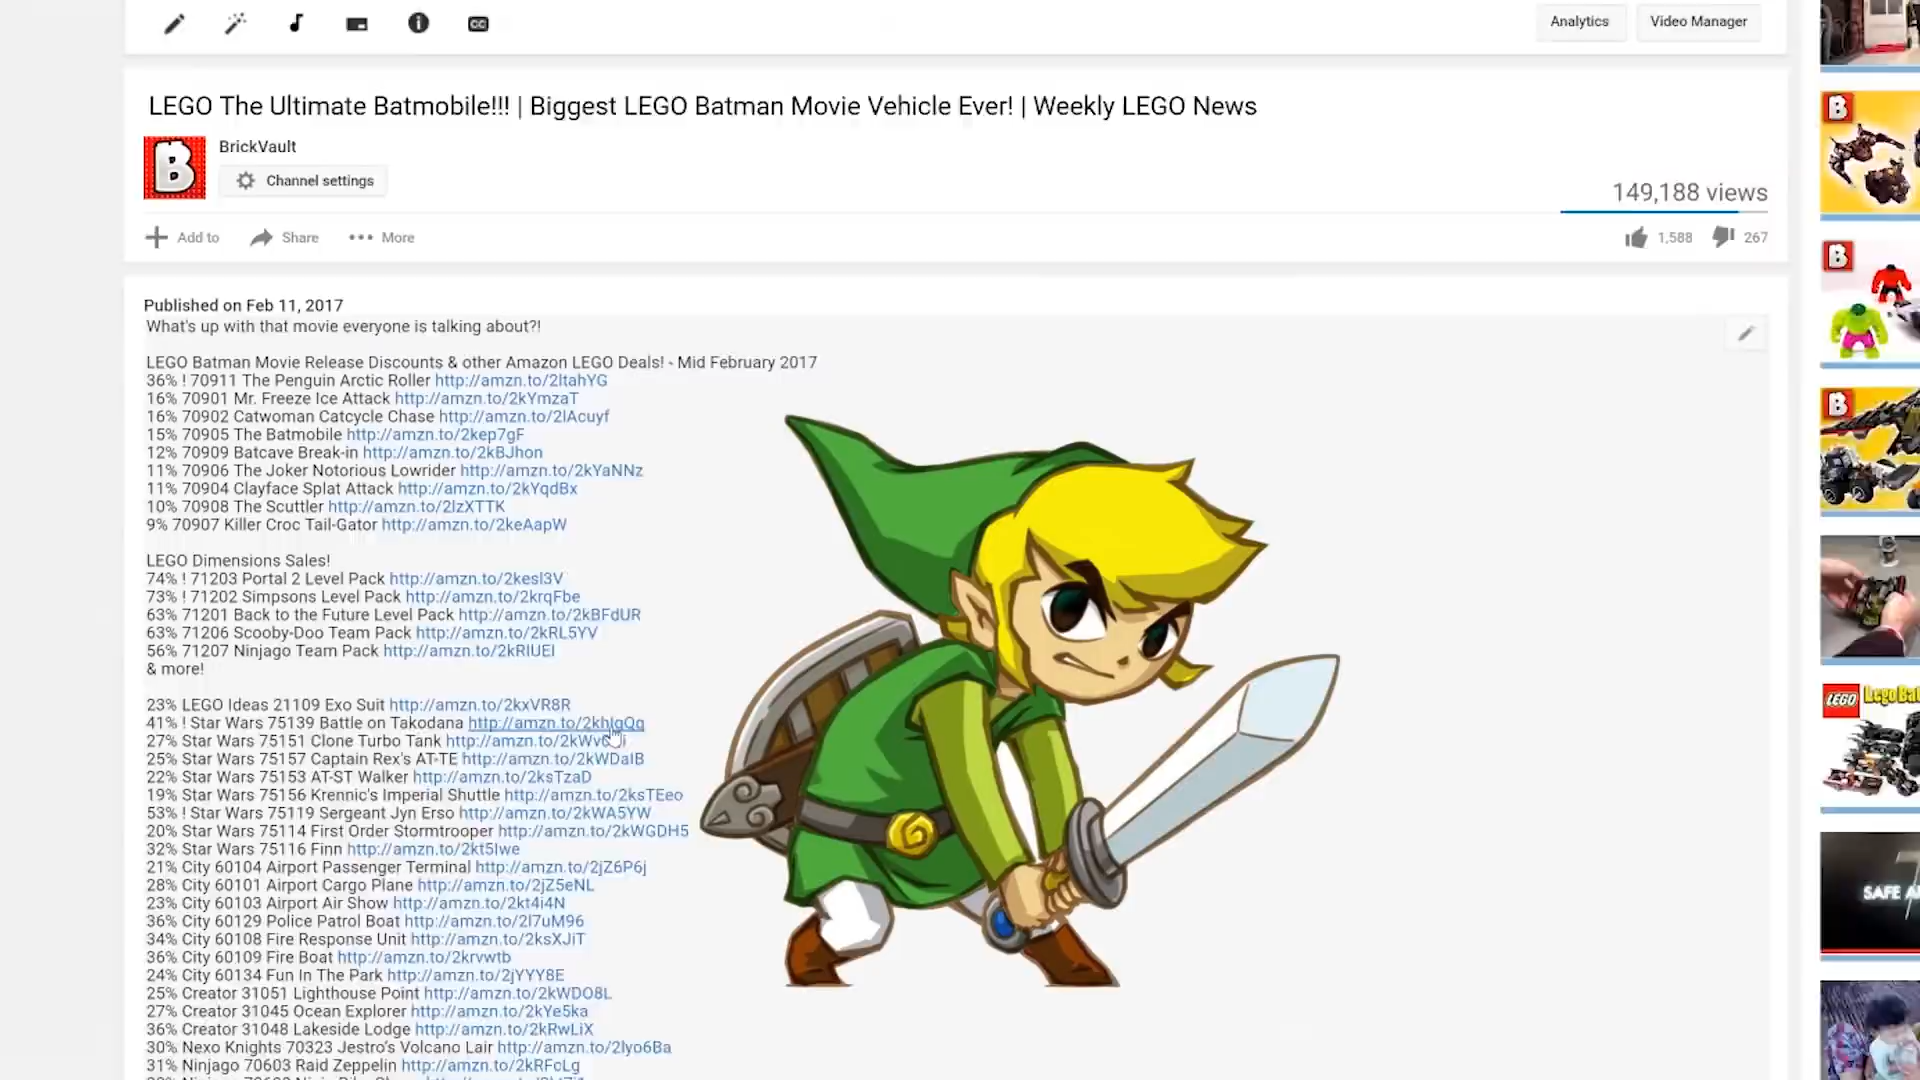 CC
Analytics
Video Manager
LEGO The Ultimate Batmobile!!! | Biggest LEGO Batman Movie Vehicle Ever! | Weekly LEGO News
B
BrickVault
Channel settings
149,188 views
Add to
Share
More
1,588
267
Published on Feb 11, 2017
What's up with that movie everyone is talking about?!
LEGO Batman Movie Release Discounts & other Amazon LEGO Deals! - Mid February 2017
36% ! 70911 The Penguin Arctic Roller http://amzn.to/2ltahYG
16% 70901 Mr. Freeze Ice Attack http://amzn.to/2kYmzaT
16% 70902 Catwoman Catcycle Chase http://amzn.to/2lAcuyf
15% 70905 The Batmobile http://amzn.to/2kep7gF
12% 70909 Batcave Break-in http://amzn.to/2kBJhon
11% 70906 The Joker Notorious Lowrider http://amzn.to/2kYaNNz
11% 70904 Clayface Splat Attack http://amzn.to/2kYqdBx
10% 70908 The Scuttler http://amzn.to/2lzXTTK
9% 70907 Killer Croc Tail-Gator http://amzn.to/2keAapW
LEGO Dimensions Sales!
74% ! 71203 Portal 2 Level Pack http://amzn.to/2kesl3V
73% ! 71202 Simpsons Level Pack http://amzn.to/2krqFbe
63% 71201 Back to the Future Level Pack http://amzn.to/2kBFdUR
63% 71206 Scooby-Doo Team Pack http://amzn.to/2kRL5YV
56% 71207 Ninjago Team Pack http://amzn.to/2kRIUEI
& more!
23% LEGO Ideas 21109 Exo Suit http://amzn.to/2kxVR8R
41% ! Star Wars 75139 Battle on Takodana
27% Star Wars 75151 Clone Turbo Tank
25% Star Wars 75157 Captain Rex's AT-TE http://amzn.to/2kWDaIB
22% Star Wars 75153 AT-ST Walker http://amzn.to/2ksTzaD
19% Star Wars 75156 Krennic's Imperial Shuttle http://amzn.to/2ksTEeo
53% ! Star Wars 75119 Sergeant Jyn Erso http://amzn.to/2kWA5YW
20% Star Wars 75114 First Order Stormtrooper http://amzn.to/2kWGDH5
32% Star Wars 75116 Finn http://amzn.to/2kt5Iwe
21% City 60104 Airport Passenger Terminal http://amzn.to/2jZ6P6j
28% City 60101 Airport Cargo Plane http://amzn.to/2jZ5eNL
23% City 60103 Airport Air Show http://amzn.to/2kt4i4N
36% City 60129 Police Patrol Boat http://amzn.to/2l7uM96
34% City 60108 Fire Response Unit http://amzn.to/2ksXJiT
36% City 60109 Fire Boat http://amzn.to/2krvwtb
24% City 60134 Fun In The Park http://amzn.to/2jYYY8E
25% Creator 31051 Lighthouse Point http://amzn.to/2kWDO8L
27% Creator 31045 Ocean Explorer http://amzn.to/2kYe5ka
36% Creator 31048 Lakeside Lodge http://amzn.to/2kRwLiX
30% Nexo Knights 70323 Jestro's Volcano Lair http://amzn.to/2lyo6Ba
31% Ninjago 70603 Raid Zeppelin http://amzn.to/2kRFcLg
B
B
B
LEGO
SAFE